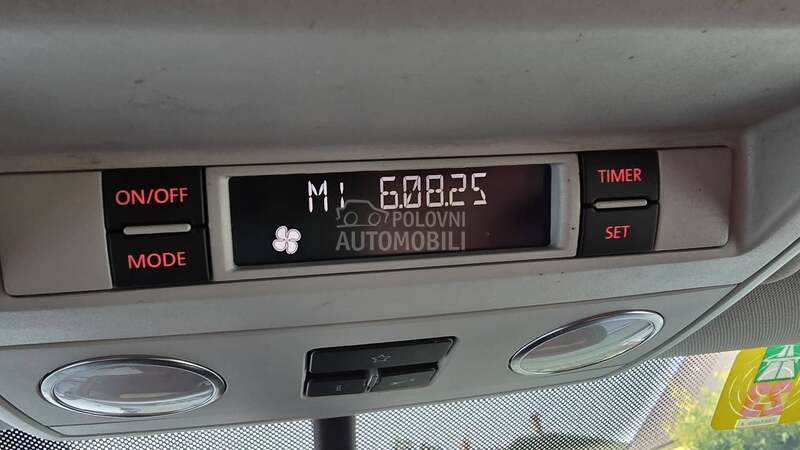 ON/OFF
MODE
MI 6.08.25
TIMER
SET
POLOVNI
AUTOMOBILI